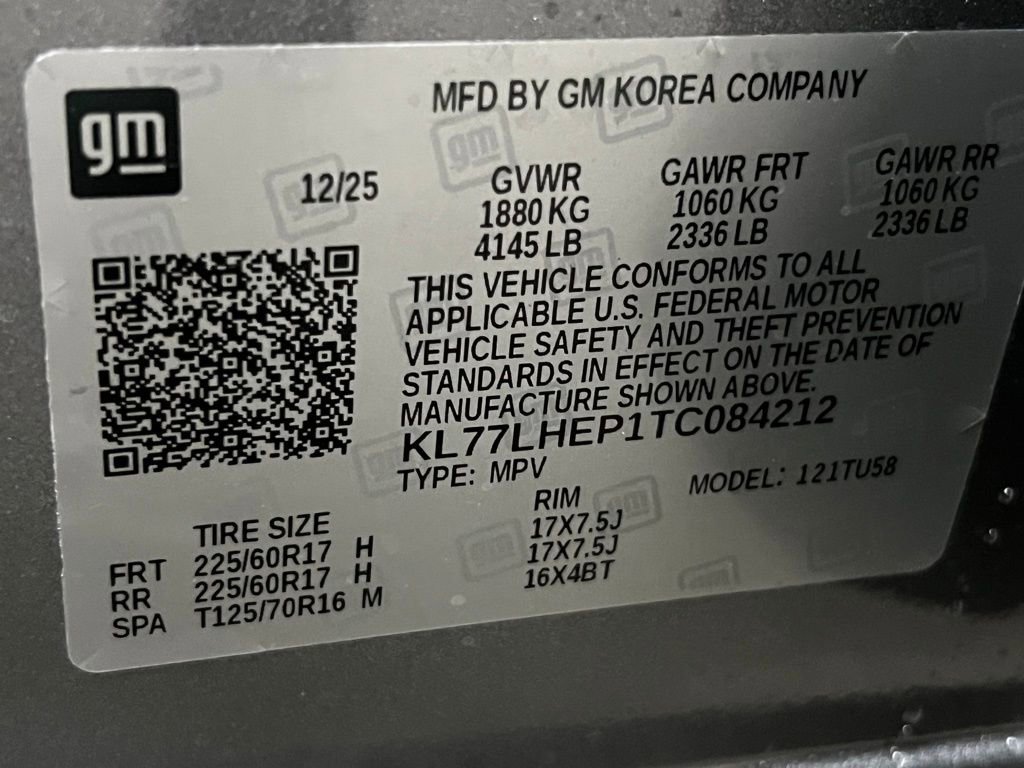 gm
MFD BY GM KOREA COMPANY
12/25
GVWR GAWR FRT GAWR RR
1880 KG 1060 KG 1060 KG
4145 LB 2336 LB 2336 LB
THIS VEHICLE CONFORMS TO ALL
APPLICABLE U.S. FEDERAL MOTOR
VEHICLE SAFETY AND THEFT PREVENTION
STANDARDS IN EFFECT ON THE DATE OF
MANUFACTURE SHOWN ABOVE.
KL77LHEP1TC084212
TYPE: MPV MODEL: 121TU58
TIRE SIZE RIM
FRT 225/60R17 H 17X7.5J
RR 225/60R17 H 17X7.5J
SPA T125/70R16 M 16X4BT